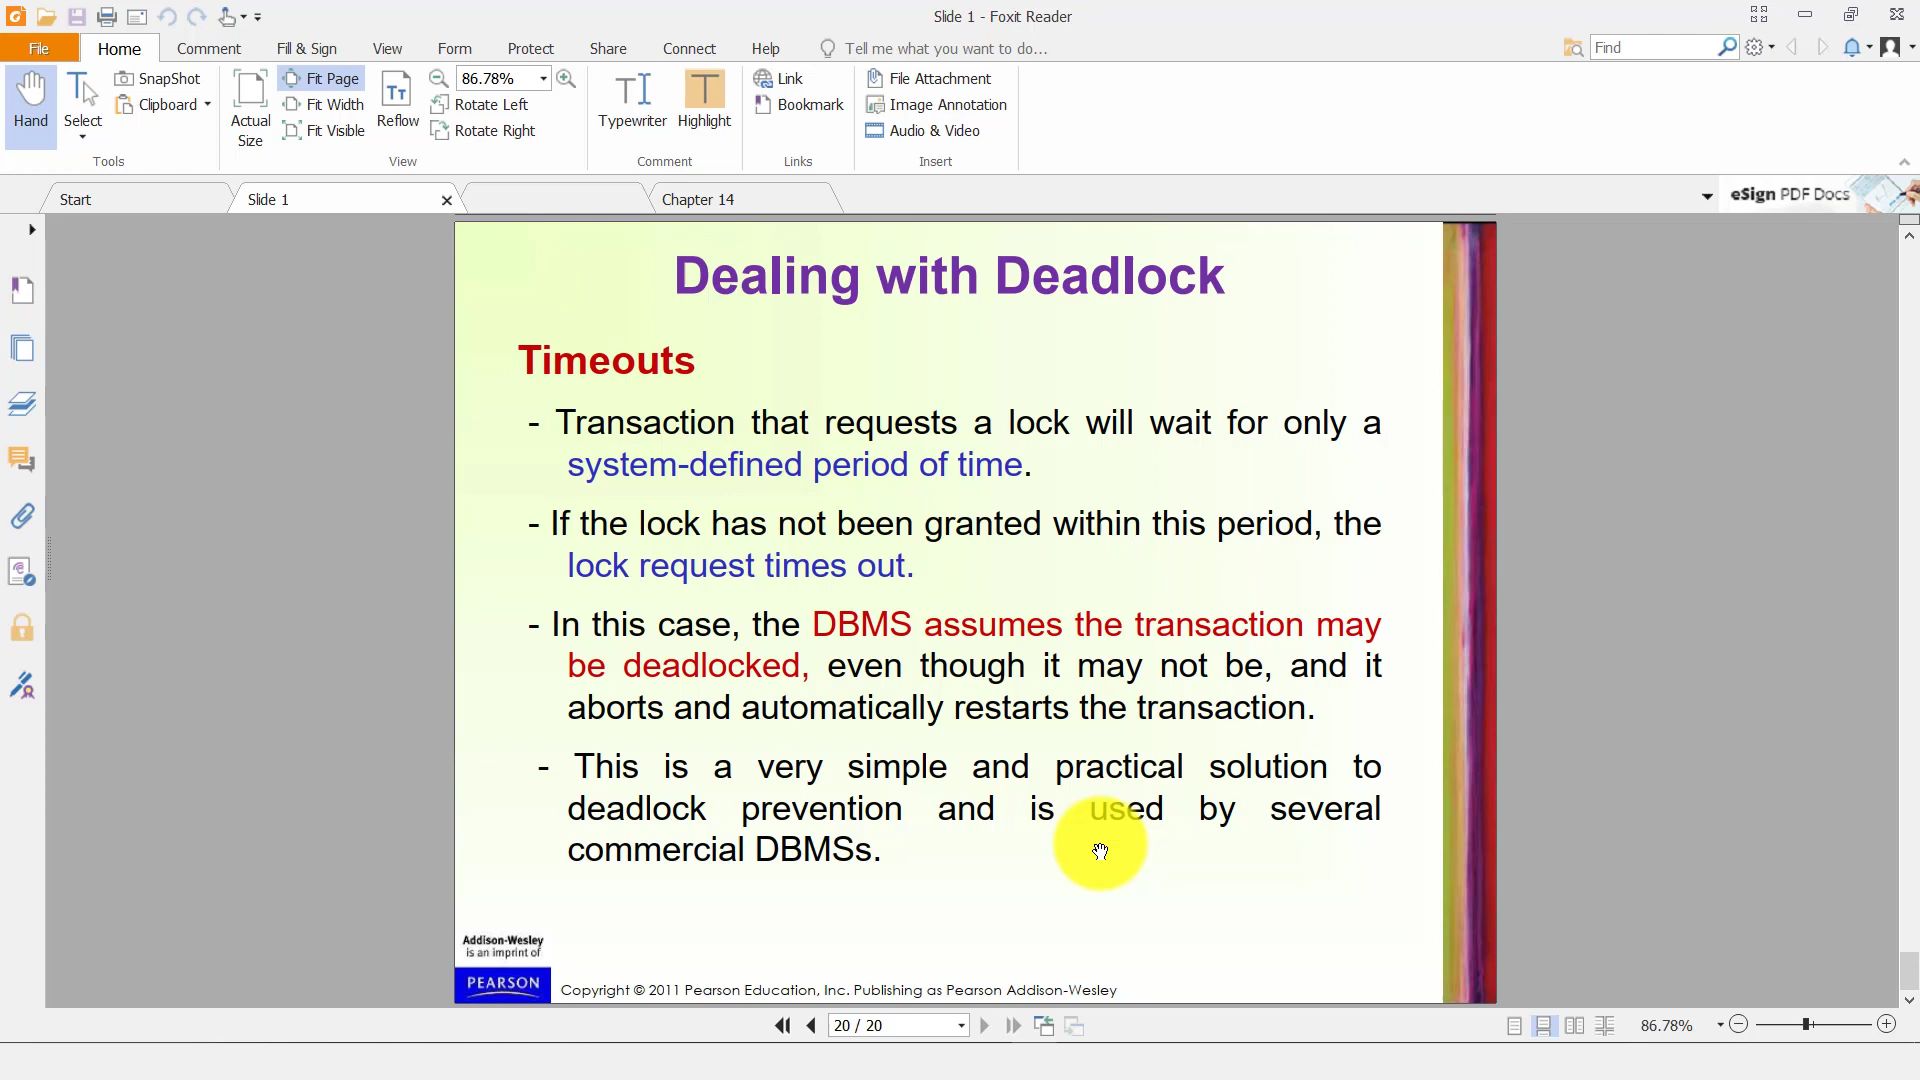 Slide 1 - Foxit Reader
File Home Comment Fill & Sign View Form Protect Share Connect Help Tell me what you want to do... Find
Hand
Select
SnapShot
Clipboard
Tools
Actual
Size
Fit Page
Fit Width
Fit Visible
Reflow
86.78%
Rotate Left
Rotate Right
View
Typewriter
Highlight
Comment
Link
Bookmark
Links
File Attachment
Image Annotation
Audio & Video
Insert
Start Slide 1 Chapter 14
eSign PDF Docs
Dealing with Deadlock
Timeouts
- Transaction that requests a lock will wait for only a
system-defined period of time.
- If the lock has not been granted within this period, the
lock request times out.
- In this case, the DBMS assumes the transaction may
be deadlocked, even though it may not be, and it
aborts and automatically restarts the transaction.
- This is a very simple and practical solution to
deadlock prevention and is used by several
commercial DBMSs.
Addison-Wesley
is an imprint of
PEARSON
Copyright © 2011 Pearson Education, Inc. Publishing as Pearson Addison-Wesley
20 / 20
86.78%